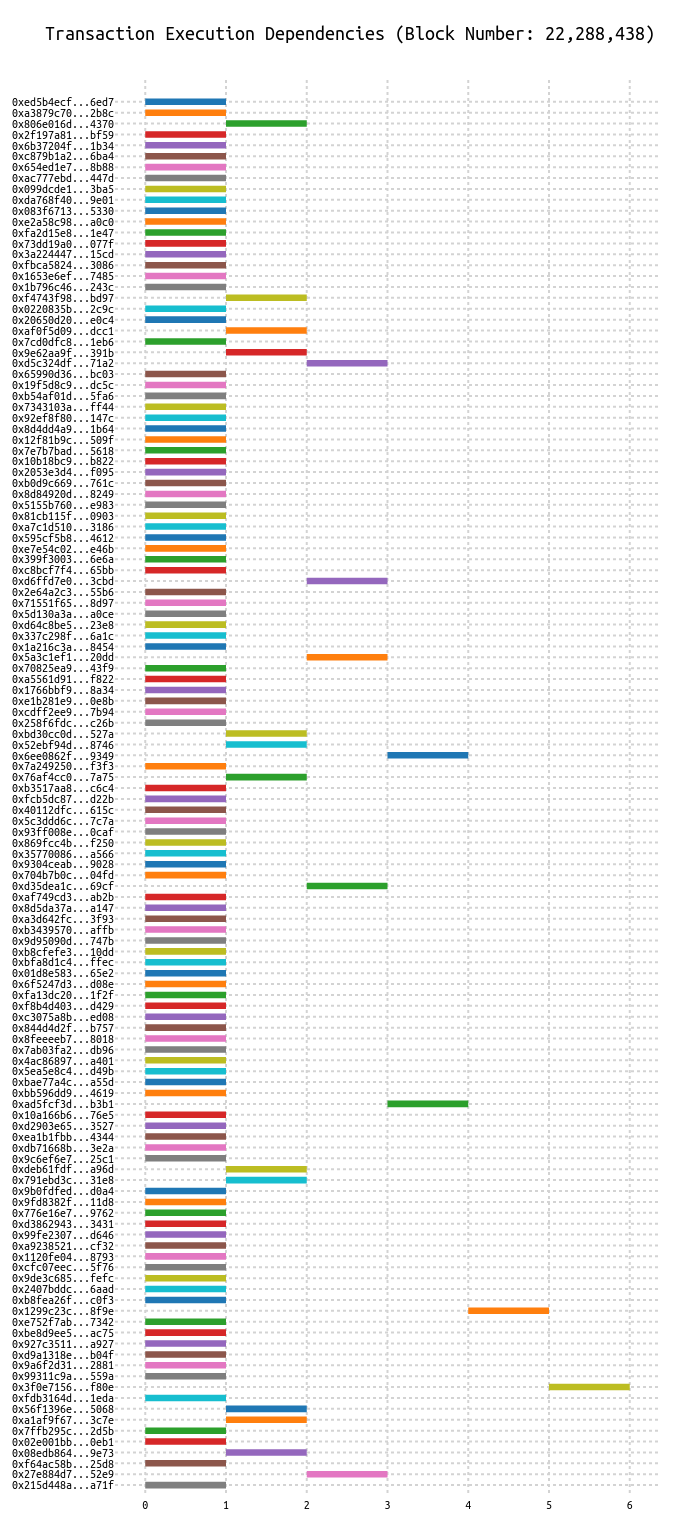 Transaction Execution Dependencies (Block Number: 22,288,438)
0xed5b4ecf...6ed7
0xa3879c70...2b8c
0x806e016d...4370
0x2f197a81...bf59
0x6b37204f...1b34
0xc879b1a2...6ba4
0x654ed1e7...8b88
0xac777ebd...447d
0x099dcde1...3ba5
0xda768f40...9e01
0x083f6713...5330
0xe2a58c98...a0c0
0xfa2d15e8...1e47
0x73dd19a0...077f
0x3a224447...15cd
0xfbca5824...3086
0x1653e6ef...7485
0x1b796c46...243c
0xf4743f98...bd97
0x0220835b...2c9c
0x20650d20...e0c4
0xaf0f5d09...dcc1
0x7cd0dfc8...1eb6
0x9e62aa9f...391b
0xd5c324df...71a2
0x65990d36...bc03
0x19f5d8c9...dc5c
0xb54af01d...5fa6
0x7343103a...ff44
0x92ef8f80...147c
0x8d4dd4a9...1b64
0x12f81b9c...509f
0x7e7b7bad...5618
0x10b18bc9...b822
0x2053e3d4...f095
0xb0d9c669...761c
0x8d84920d...8249
0x5155b760...e983
0x81cb115f...0903
0xa7c1d510...3186
0x595cf5b8...4612
0xe7e54c02...e46b
0x399f3003...6e6a
0xc8bcf7f4...65bb
0xd6ffd7e0...3cbd
0x2e64a2c3...55b6
0x71551f65...8d97
0x5d130a3a...a0ce
0xd64c8be5...23e8
0x337c298f...6a1c
0x1a216c3a...8454
0x5a3c1ef1...20dd
0x70825ea9...43f9
0xa5561d91...f822
0x1766bbf9...8a34
0xe1b281e9...0e8b
0xcdff2ee9...7b94
0x258f6fdc...c26b
0xbd30cc0d...527a
0x52ebf94d...8746
0x6ee0862f...9349
0x7a249250...f3f3
0x76af4cc0...7a75
0xb3517aa8...c6c4
0xfcb5dc87...d22b
0x40112dfc...615c
0x5c3ddd6c...7c7a
0x93ff008e...0caf
0x869fcc4b...f250
0x35770086...a566
0x9304ceab...9028
0x704b7b0c...04fd
0xd35dea1c...69cf
0xaf749cd3...ab2b
0x8d5da37a...a147
0xa3d642fc...3f93
0xb3439570...affb
0x9d95090d...747b
0xb8cfefe3...10dd
0xbfa8d1c4...ffec
0x01d8e583...65e2
0x6f5247d3...d08e
0xfa13dc20...1f2f
0xf8b4d403...d429
0xc3075a8b...ed08
0x844d4d2f...b757
0x8feeeeb7...8018
0x7ab03fa2...db96
0x4ac86897...a401
0x5ea5e8c4...d49b
0xbae77a4c...a55d
0xbb596dd9...4619
0xad5fcf3d...b3b1
0x10a166b6...76e5
0xd2903e65...3527
0xea1b1fbb...4344
0xdb71668b...3e2a
0x9c6ef6e7...25c1
0xdeb61fdf...a96d
0x791ebd3c...31e8
0x9b0fdfed...d0a4
0x9fd8382f...11d8
0x776e16e7...9762
0xd3862943...3431
0x99fe2307...d646
0xa9238521...cf32
0x1120fe04...8793
0xcfc07eec...5f76
0x9de3c685...fefc
0x2407bddc...6aad
0xb8fea26f...c0f3
0x1299c23c...8f9e
0xe752f7ab...7342
0xbe8d9ee5...ac75
0x927c3511...a927
0xd9a1318e...b04f
0x9a6f2d31...2881
0x99311c9a...559a
0x3f0e7156...f80e
0xfdb3164d...1eda
0x56f1396e...5068
0xa1af9f67...3c7e
0x7ffb295c...2d5b
0x02e001bb...0eb1
0x08edb864...9e73
0xf64ac58b...25d8
0x27e884d7...52e9
0x215d448a...a71f
0 1 2 3 4 5 6